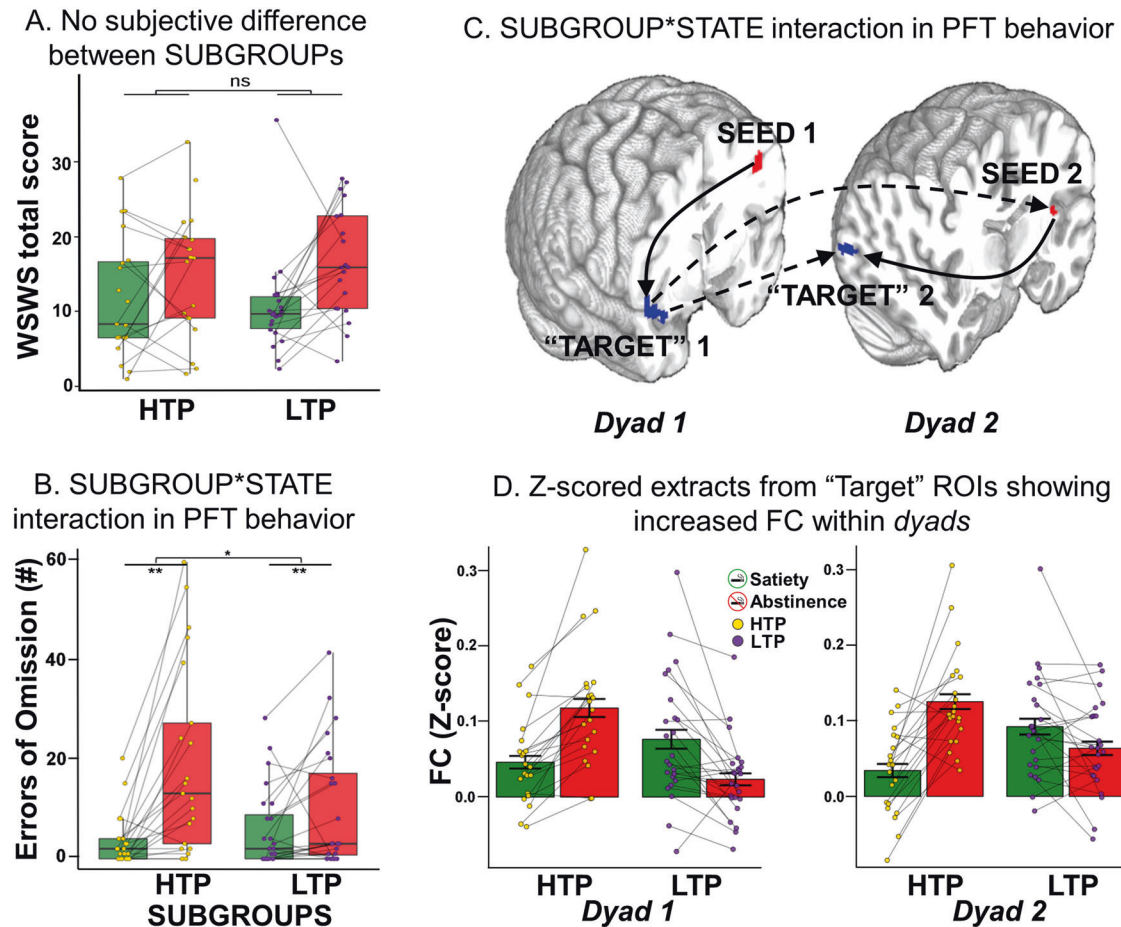 A. No subjective difference
between SUBGROUPs
ns
WSWS total score
30
20
10
0
HTP
LTP
B. SUBGROUP*STATE
interaction in PFT behavior
*
**
**
Errors of Omission (#)
60
40
20
0
HTP
LTP
SUBGROUPS
C. SUBGROUP*STATE interaction in PFT behavior
SEED 1
SEED 2
“TARGET” 1
“TARGET” 2
Dyad 1
Dyad 2
D. Z-scored extracts from “Target” ROIs showing
increased FC within dyads
FC (Z-score)
0.3
0.2
0.1
0.0
Satiety
Abstinence
HTP
LTP
HTP
LTP
Dyad 1
0.3
0.2
0.1
0.0
HTP
LTP
Dyad 2